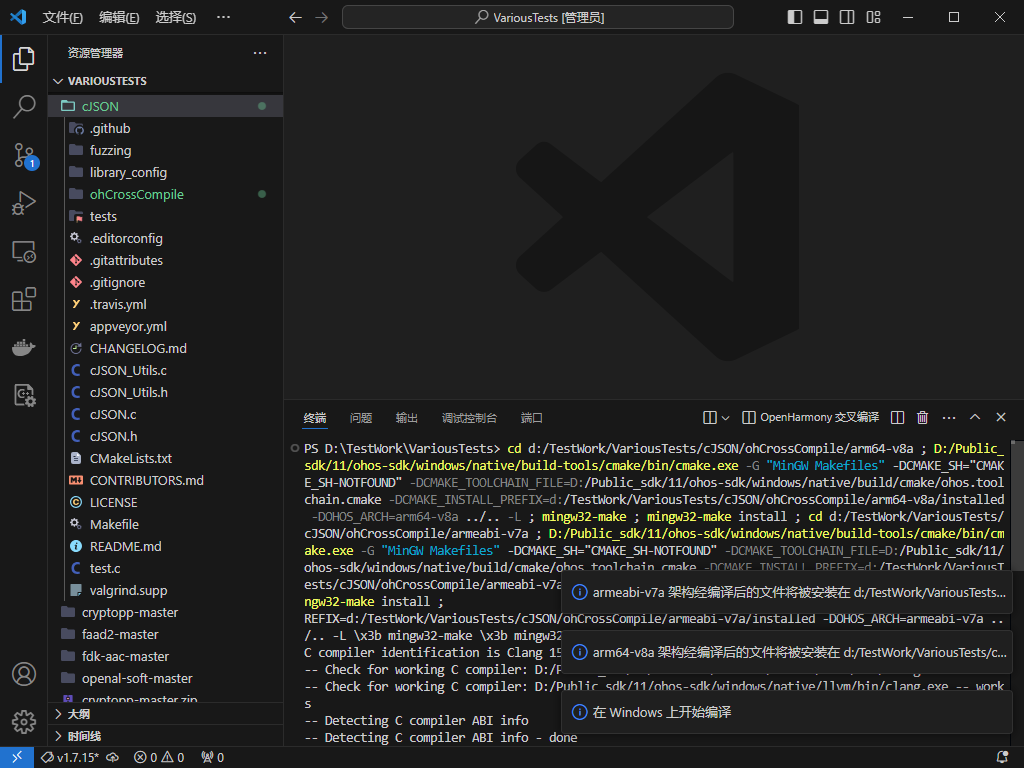 文件(F) 编辑(E) 选择(S) ··· VariousTests [管理员]
资源管理器 ···
VARIOUSTESTS
cJSON
.github
fuzzing
library_config
ohCrossCompile
tests
.editorconfig
.gitattributes
.gitignore
.travis.yml
appveyor.yml
CHANGELOG.md
cJSON_Utils.c
cJSON_Utils.h
cJSON.c
cJSON.h
CMakeLists.txt
CONTRIBUTORS.md
LICENSE
Makefile
README.md
test.c
valgrind.supp
cryptopp-master
faad2-master
fdk-aac-master
openal-soft-master
cryptopp-master.zip
大纲
时间线
1
终端 问题 输出 调试控制台 端口 OpenHarmony 交叉编译 ···
PS D:\TestWork\VariousTests> cd d:/TestWork/VariousTests/cJSON/ohCrossCompile/arm64-v8a ; D:/Public_
sdk/11/ohos-sdk/windows/native/build-tools/cmake/bin/cmake.exe -G "MinGW Makefiles" -DCMAKE_SH="CMAK
E_SH-NOTFOUND" -DCMAKE_TOOLCHAIN_FILE=D:/Public_sdk/11/ohos-sdk/windows/native/build/cmake/ohos.tool
chain.cmake -DCMAKE_INSTALL_PREFIX=d:/TestWork/VariousTests/cJSON/ohCrossCompile/arm64-v8a/installed
-DOHOS_ARCH=arm64-v8a ../.. -L ; mingw32-make ; mingw32-make install ; cd d:/TestWork/VariousTests/
cJSON/ohCrossCompile/armeabi-v7a ; D:/Public_sdk/11/ohos-sdk/windows/native/build-tools/cmake/bin/cm
ake.exe -G "MinGW Makefiles" -DCMAKE_SH="CMAKE_SH-NOTFOUND" -DCMAKE_TOOLCHAIN_FILE=D:/Public_sdk/11/
ohos-sdk/windows/native/build/cmake/ohos.toolchain.cmake -DCMAKE_INSTALL_PREFIX=d:/TestWork/VariousT
ests/cJSON/ohCrossCompile/armeabi-v7a
ngw32-make install ;
REFIX=d:/TestWork/VariousTests/cJSON/ohCrossCompile/armeabi-v7a/installed -DOHOS_ARCH=armeabi-v7a ..
/.. -L \x3b mingw32-make \x3b mingw32
C compiler identification is Clang 15
-- Check for working C compiler: D:/P
-- Check for working C compiler: D:/Public_sdk/11/ohos-sdk/windows/native/llvm/bin/clang.exe -- work
s
-- Detecting C compiler ABI info
-- Detecting C compiler ABI info - done
armeabi-v7a 架构经编译后的文件将被安装在 d:/TestWork/VariousTests...
arm64-v8a 架构经编译后的文件将被安装在 d:/TestWork/VariousTests/c...
在 Windows 上开始编译
v1.7.15* 0 0 0